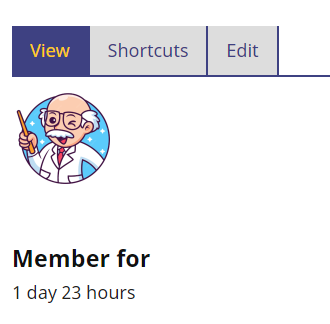 View Shortcuts Edit
Member for
1 day 23 hours